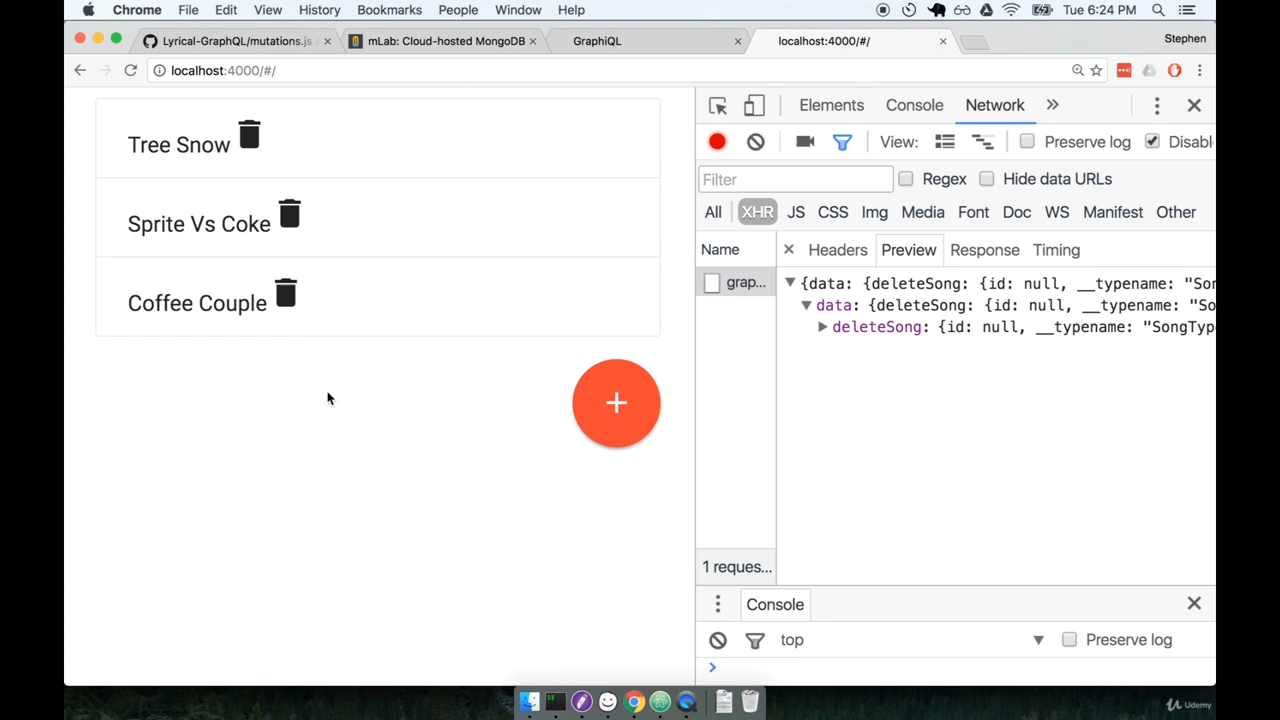 Chrome File Edit View History Bookmarks People Window Help Tue 6:24 PM
Lyrical-GraphQL/mutations.js a mLab: Cloud-hosted MongoDB GraphiQL localhost:4000/#/ Stephen
localhost:4000/#/
Elements Console Network
View: Preserve log Disabl
Filter Regex Hide data URLs
All XHR JS CSS Img Media Font Doc WS Manifest Other
Name Headers Preview Response Timing
grap... {data: {deleteSong: {id: null, __typename: "Son
data: {deleteSong: {id: null, __typename: "So
deleteSong: {id: null, __typename: "SongTyp
Tree Snow
Sprite Vs Coke
Coffee Couple
+
1 reques...
Console
top Preserve log
Udemy